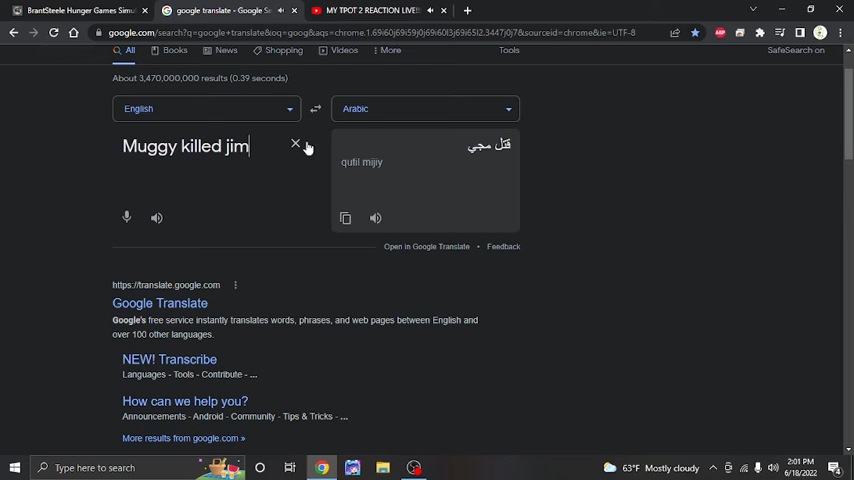 BrantSteele Hunger Games Simul
google translate - Google Se
MY TPOT 2 REACTION LIVE!!
google.com/search?q=google+translate&oq=goog&aqs=chrome.1.69i60j69i59j0j69i60l3j69i65l2.3473j0j7&sourceid=chrome&ie=UTF-8
All
Books
News
Shopping
Videos
More
Tools
SafeSearch on
About 3,470,000,000 results (0.39 seconds)
English
Arabic
Muggy killed jim
قتل مجي
qutil mijiy
Open in Google Translate • Feedback
https://translate.google.com
Google Translate
Google's free service instantly translates words, phrases, and web pages between English and
over 100 other languages.
NEW! Transcribe
Languages - Tools - Contribute - ...
How can we help you?
Announcements - Android - Community - Tips & Tricks - ...
More results from google.com »
Type here to search
63°F Mostly cloudy
2:01 PM
6/18/2022
4